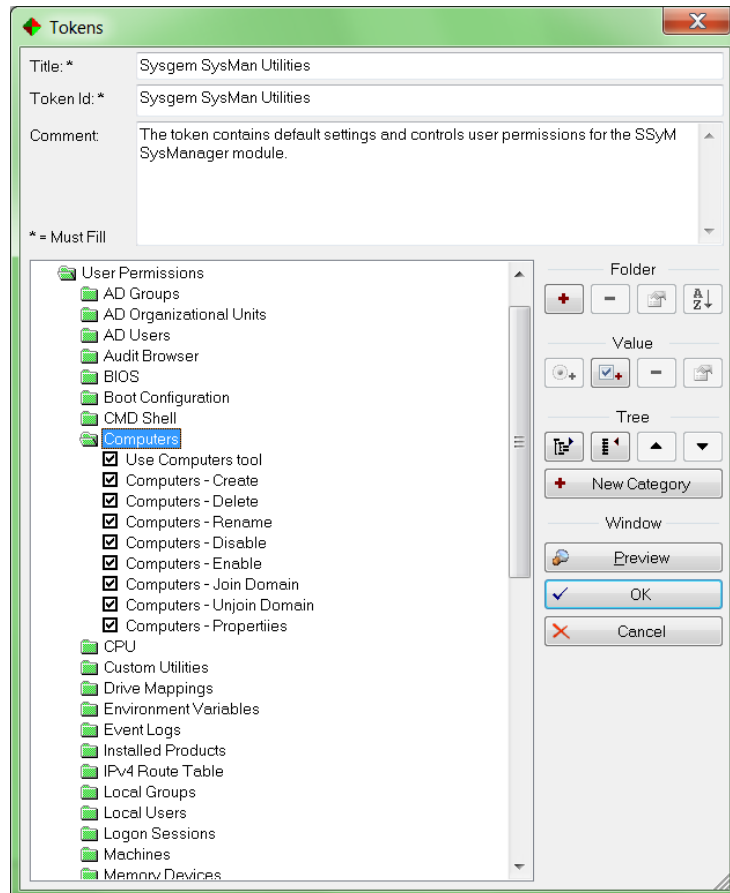 Tokens
X
Title: *
Sysgem SysMan Utilities
Token Id: *
Sysgem SysMan Utilities
Comment:
The token contains default settings and controls user permissions for the SSyM
SysManager module.
* = Must Fill
User Permissions
AD Groups
AD Organizational Units
AD Users
Audit Browser
BIOS
Boot Configuration
CMD Shell
Computers
Use Computers tool
Computers - Create
Computers - Delete
Computers - Rename
Computers - Disable
Computers - Enable
Computers - Join Domain
Computers - Unjoin Domain
Computers - Propertiies
CPU
Custom Utilities
Drive Mappings
Environment Variables
Event Logs
Installed Products
IPv4 Route Table
Local Groups
Local Users
Logon Sessions
Machines
Memory Devices
Folder
A
Z
Value
Tree
New Category
Window
Preview
OK
Cancel